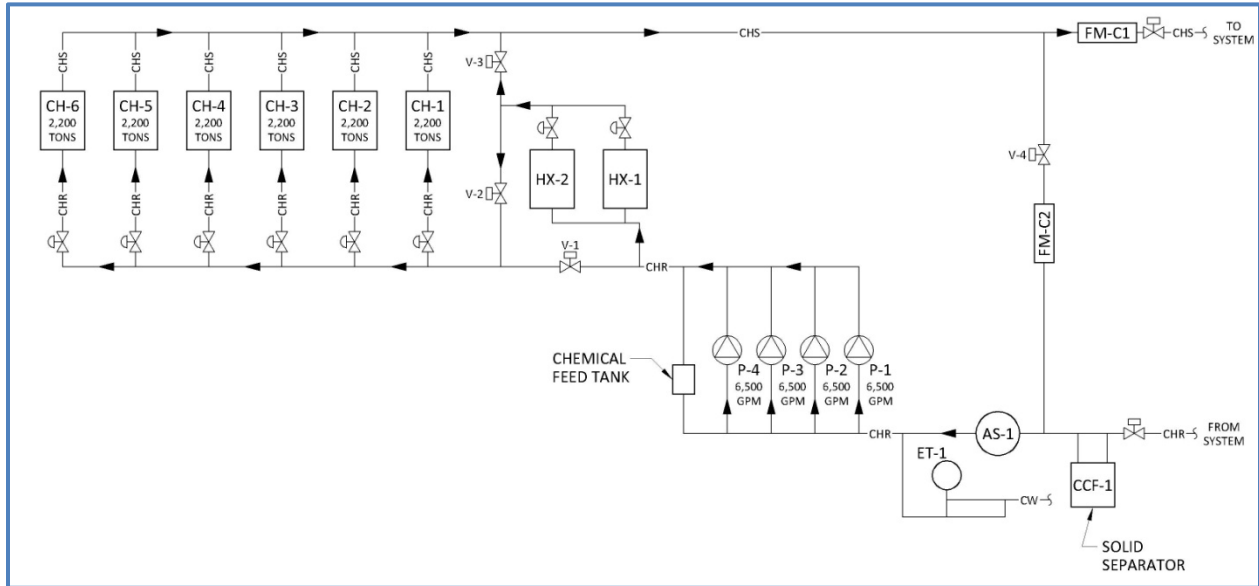 FM-C1
CHS
TO
SYSTEM
CHS
V-3
CHS
CHS
CHS
CHS
CHS
CHS
CH-6
2,200
TONS
CH-5
2,200
TONS
CH-4
2,200
TONS
CH-3
2,200
TONS
CH-2
2,200
TONS
CH-1
2,200
TONS
V-4
HX-2
HX-1
V-2
CHR
CHR
CHR
CHR
CHR
CHR
FM-C2
V-1
CHR
CHEMICAL
FEED TANK
P-4
6,500
GPM
P-3
6,500
GPM
P-2
6,500
GPM
P-1
6,500
GPM
CHR
AS-1
CHR
FROM
SYSTEM
ET-1
CW
CCF-1
SOLID
SEPARATOR